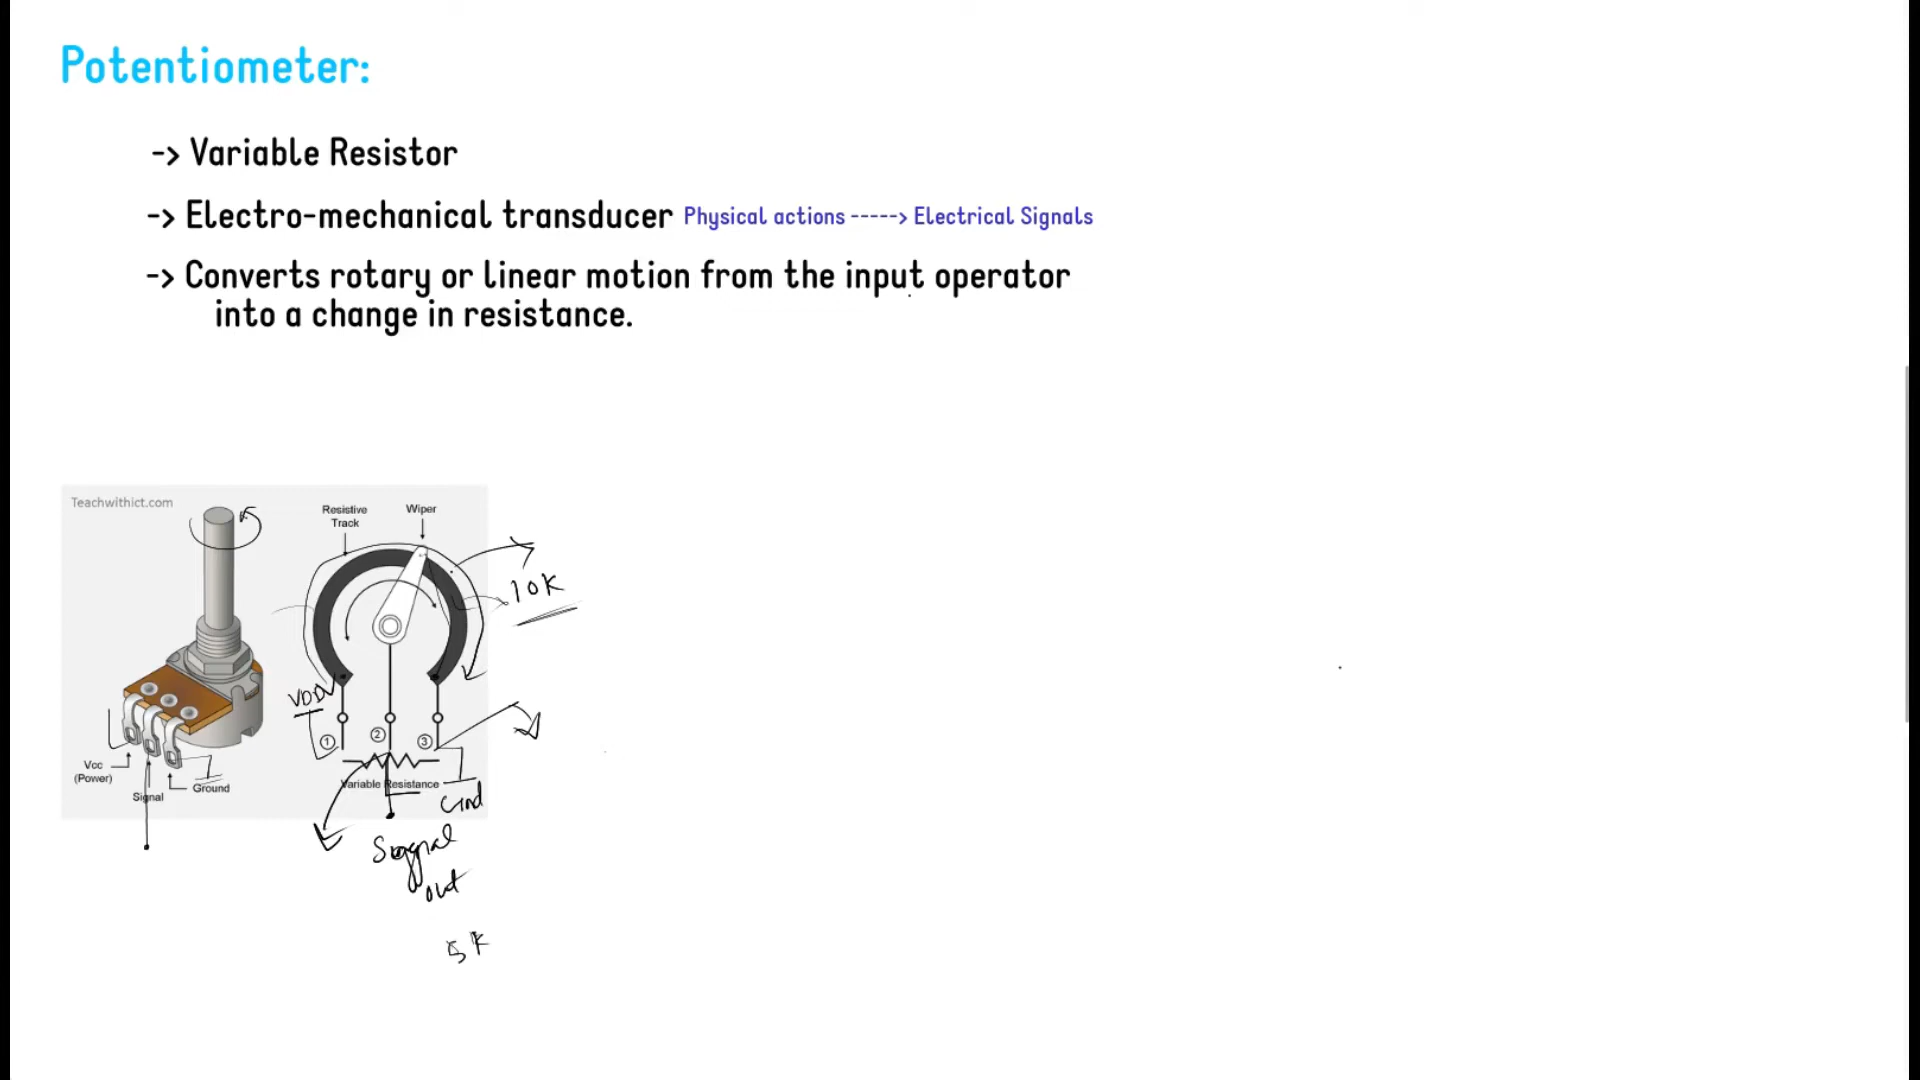 Potentiometer:
-> Variable Resistor
-> Electro-mechanical transducer Physical actions -----> Electrical Signals
-> Converts rotary or linear motion from the input operator
into a change in resistance.
Teachwithict.com
Resistive
Track
Wiper
10K
VDD
1
2
3
Vcc
(Power)
Signal
Ground
Variable Resistance
Gnd
Signal
out
5K